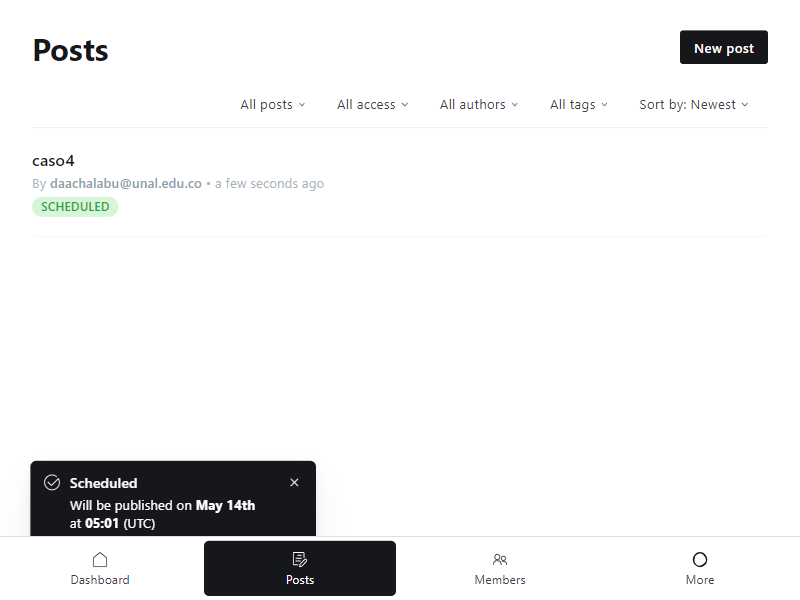 Posts
New post
All posts
All access
All authors
All tags
Sort by: Newest
caso4
By daachalabu@unal.edu.co • a few seconds ago
SCHEDULED
Scheduled
Will be published on May 14th
at 05:01 (UTC)
Dashboard
Posts
Members
More